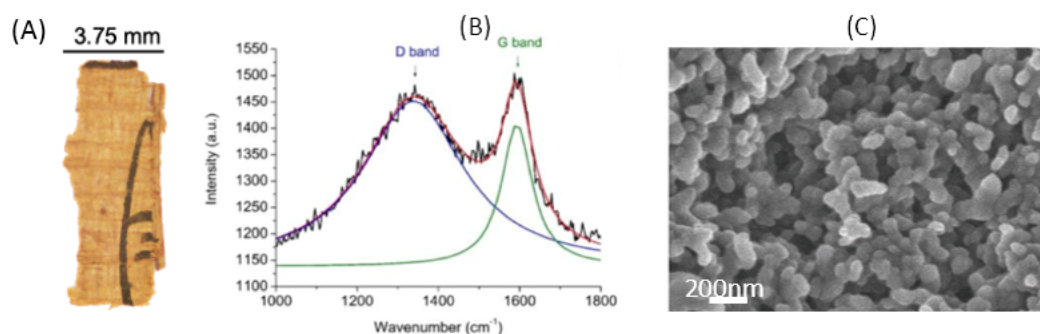 (A)
3.75 mm
(B)
D band
G band
1550
1500
1450
1400
1350
1300
1250
1200
1150
1100
Intensity (a.u.)
1000
1200
1400
1600
1800
Wavenumber (cm⁻¹)
(C)
200nm